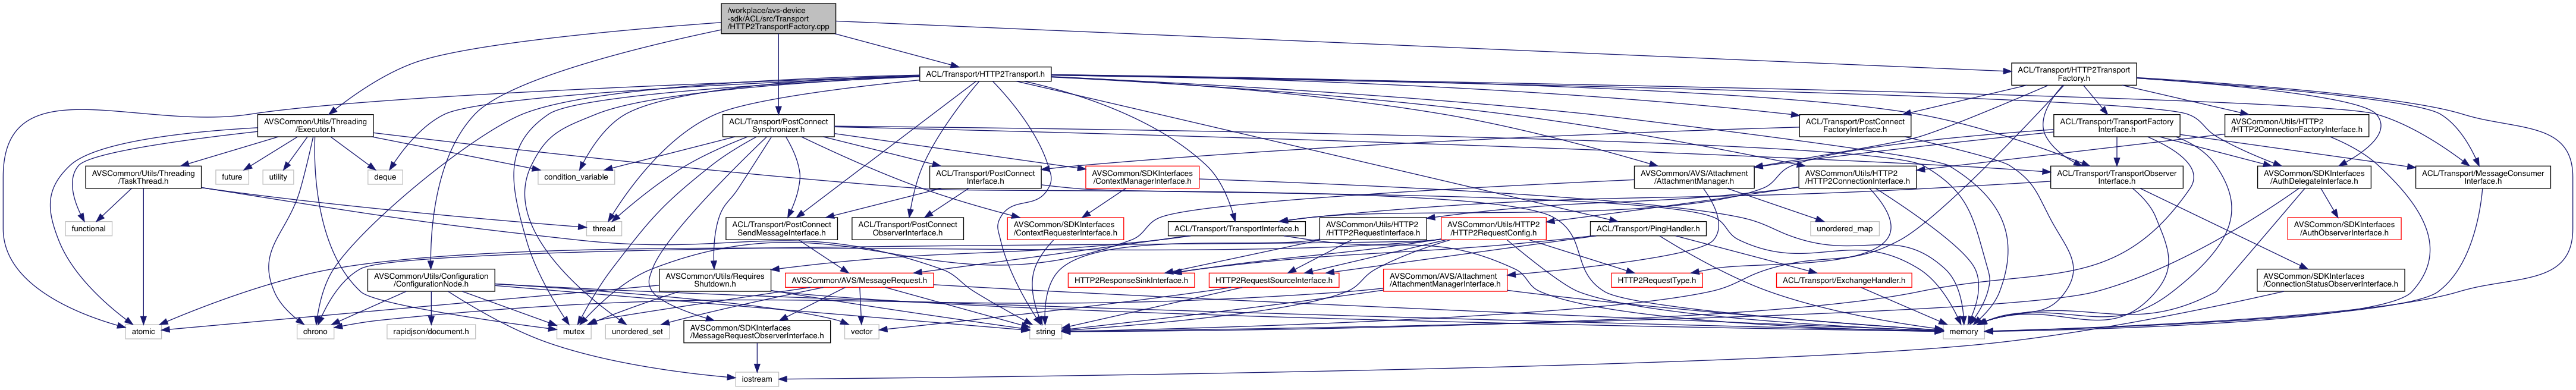 /workplace/avs-device
-sdk/ACL/src/Transport
/HTTP2TransportFactory.cpp
ACL/Transport/HTTP2Transport.h
ACL/Transport/HTTP2Transport
Factory.h
AVSCommon/Utils/Threading
/Executor.h
ACL/Transport/PostConnect
Synchronizer.h
ACL/Transport/PostConnect
FactoryInterface.h
ACL/Transport/TransportFactory
Interface.h
AVSCommon/Utils/HTTP2
/HTTP2ConnectionFactoryInterface.h
AVSCommon/Utils/Threading
/TaskThread.h
future
utility
deque
condition_variable
ACL/Transport/PostConnect
Interface.h
AVSCommon/SDKInterfaces
/ContextManagerInterface.h
AVSCommon/AVS/Attachment
/AttachmentManager.h
AVSCommon/Utils/HTTP2
/HTTP2ConnectionInterface.h
ACL/Transport/TransportObserver
Interface.h
AVSCommon/SDKInterfaces
/AuthDelegateInterface.h
ACL/Transport/MessageConsumer
Interface.h
functional
thread
ACL/Transport/PostConnect
SendMessageInterface.h
ACL/Transport/PostConnect
ObserverInterface.h
AVSCommon/SDKInterfaces
/ContextRequesterInterface.h
ACL/Transport/TransportInterface.h
AVSCommon/Utils/HTTP2
/HTTP2RequestInterface.h
AVSCommon/Utils/HTTP2
/HTTP2RequestConfig.h
ACL/Transport/PingHandler.h
unordered_map
AVSCommon/SDKInterfaces
/AuthObserverInterface.h
AVSCommon/Utils/Configuration
/ConfigurationNode.h
AVSCommon/Utils/Requires
Shutdown.h
AVSCommon/AVS/MessageRequest.h
HTTP2ResponseSinkInterface.h
HTTP2RequestSourceInterface.h
AVSCommon/AVS/Attachment
/AttachmentManagerInterface.h
HTTP2RequestType.h
ACL/Transport/ExchangeHandler.h
AVSCommon/SDKInterfaces
/ConnectionStatusObserverInterface.h
atomic
chrono
rapidjson/document.h
mutex
unordered_set
AVSCommon/SDKInterfaces
/MessageRequestObserverInterface.h
vector
string
memory
iostream